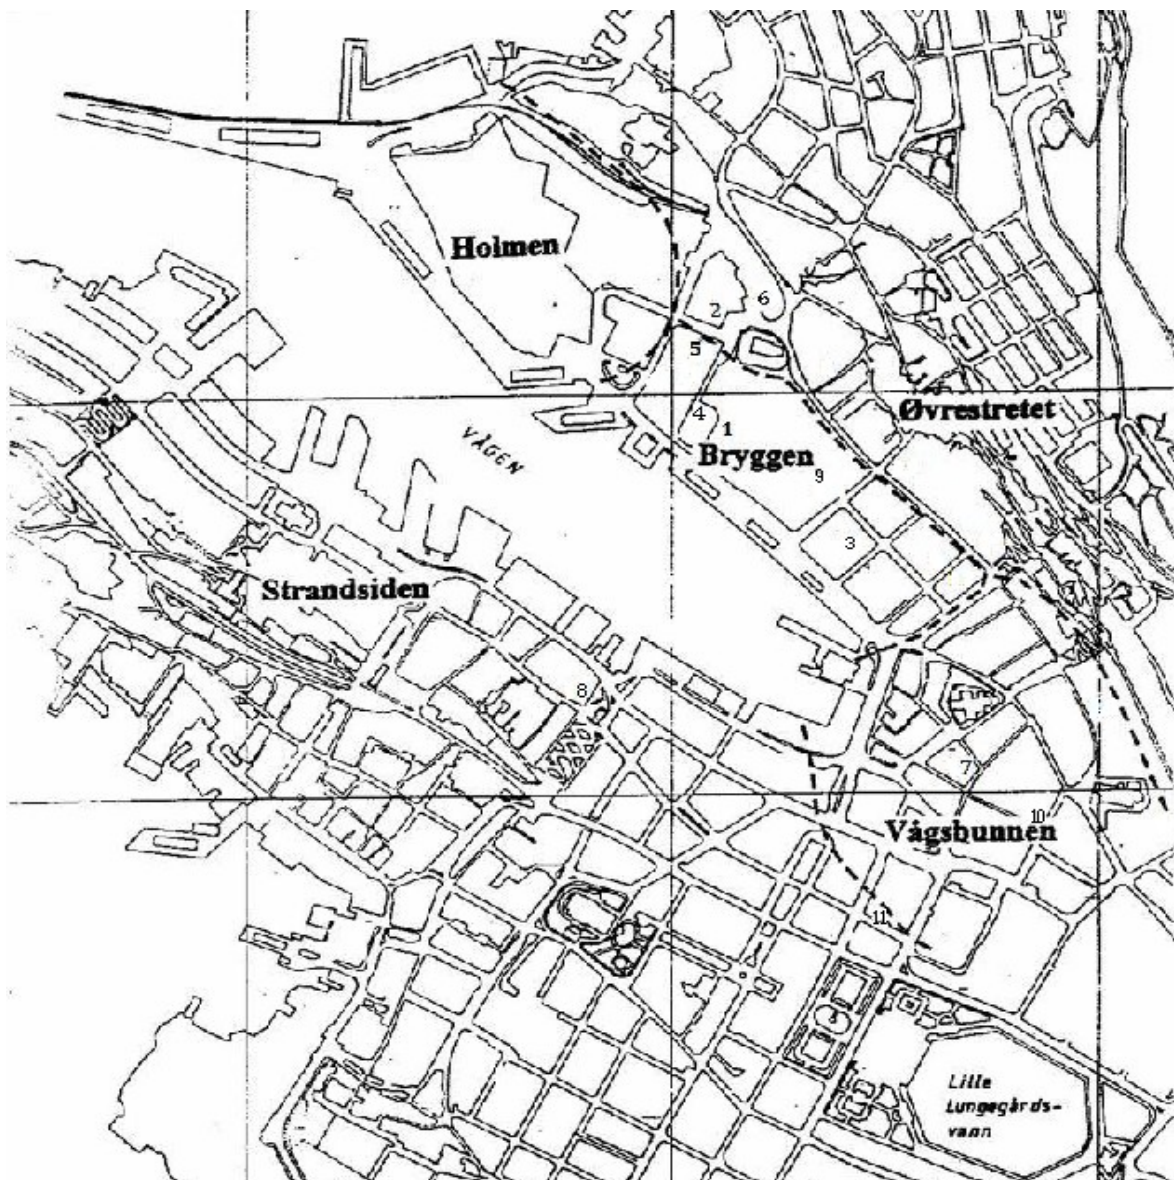 Holmen
2
6
5
Øvrestretet
4
1
VÅGEN
Bryggen
9
3
Strandsiden
8
7
10
Vågsbunnen
11
Lille
Lungegårds-
vann